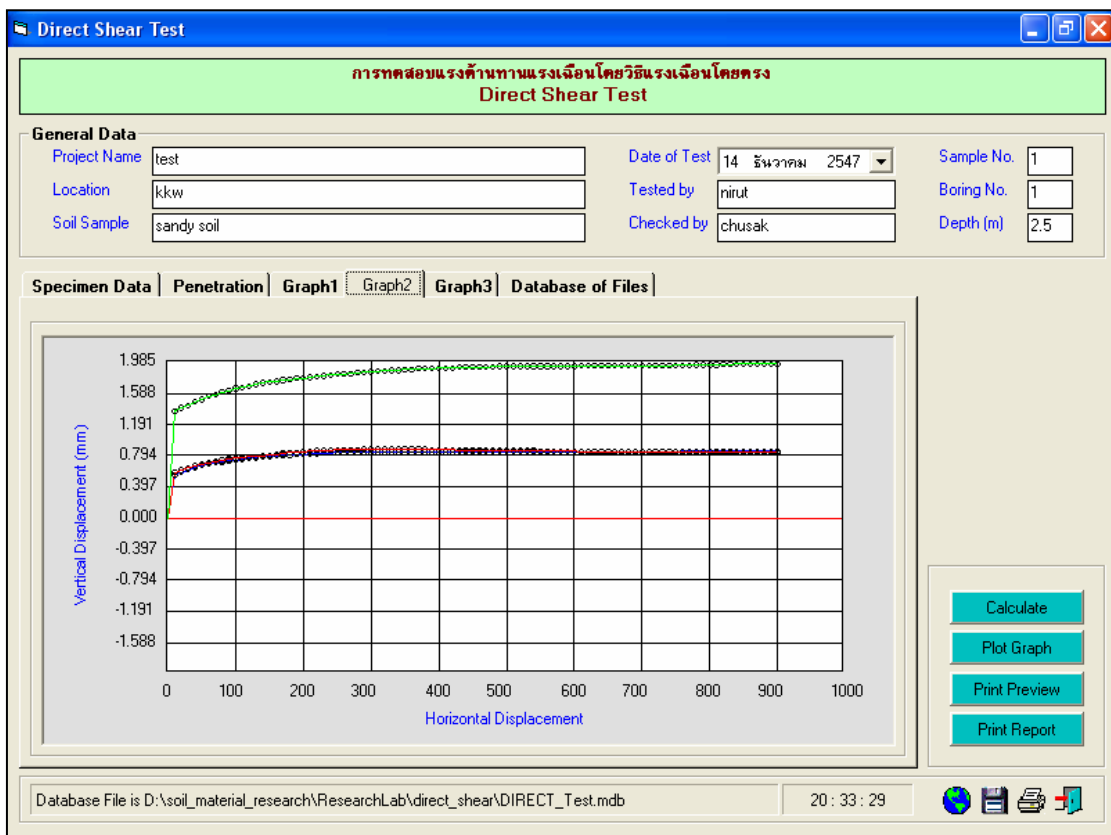 Direct Shear Test
การทดสอบแรงต้านทานแรงเฉือนโดยวิธีแรงเฉือนโดยตรง
Direct Shear Test
General Data
Project Name test
Date of Test 14 ธันวาคม 2547
Sample No. 1
Location kkw
Tested by nirut
Boring No. 1
Soil Sample sandy soil
Checked by chusak
Depth (m) 2.5
Specimen Data Penetration Graph1 Graph2 Graph3 Database of Files
Vertical Displacement (mm)
1.985
1.588
1.191
0.794
0.397
0.000
-0.397
-0.794
-1.191
-1.588
0 100 200 300 400 500 600 700 800 900 1000
Horizontal Displacement
Calculate
Plot Graph
Print Preview
Print Report
Database File is D:\soil_material_research\ResearchLab\direct_shear\DIRECT_Test.mdb
20 : 33 : 29